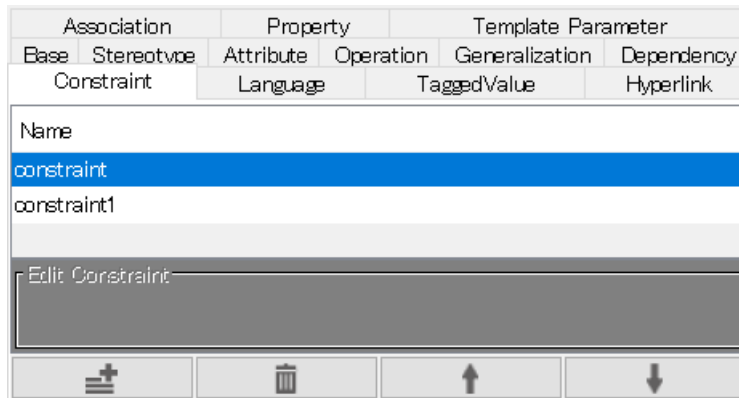 Association Property Template Parameter
Base Stereotype Attribute Operation Generalization Dependency
Constraint Language TaggedValue Hyperlink
Name
constraint
constraint1
Edit Constraint